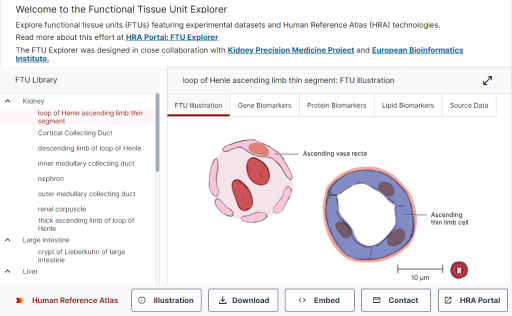 Welcome to the Functional Tissue Unit Explorer
Explore functional tissue units (FTUs) featuring experimental datasets and Human Reference Atlas (HRA) technologies.
Read more about this effort at HRA Portal: FTU Explorer
The FTU Explorer was designed in close collaboration with Kidney Precision Medicine Project and European Bioinformatics
Institute.
FTU Library
Kidney
loop of Henle ascending limb thin
segment
Cortical Collecting Duct
descending limb of loop of Henle
inner medullary collecting duct
nephron
outer medullary collecting duct
renal corpuscle
thick ascending limb of loop of
Henle
Large Intestine
crypt of Lieberkuhn of large
intestine
Liver
loop of Henle ascending limb thin segment: FTU Illustration
FTU Illustration
Gene Biomarkers
Protein Biomarkers
Lipid Biomarkers
Source Data
Ascending vasa recta
Ascending
thin limb cell
10 μm
H
Human Reference Atlas
Illustration
Download
Embed
Contact
HRA Portal